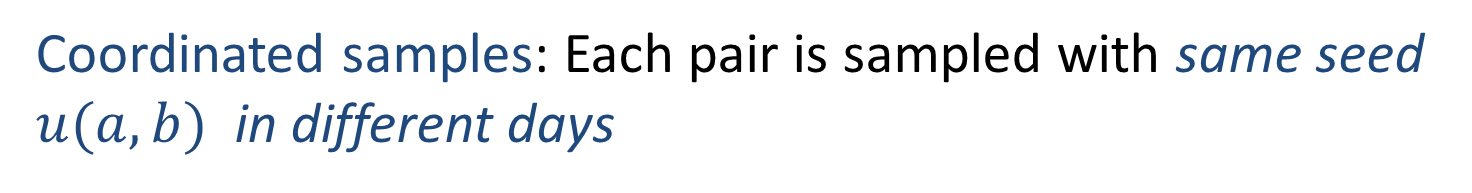 Coordinated samples: Each pair is sampled with same seed
u(a, b) in different days